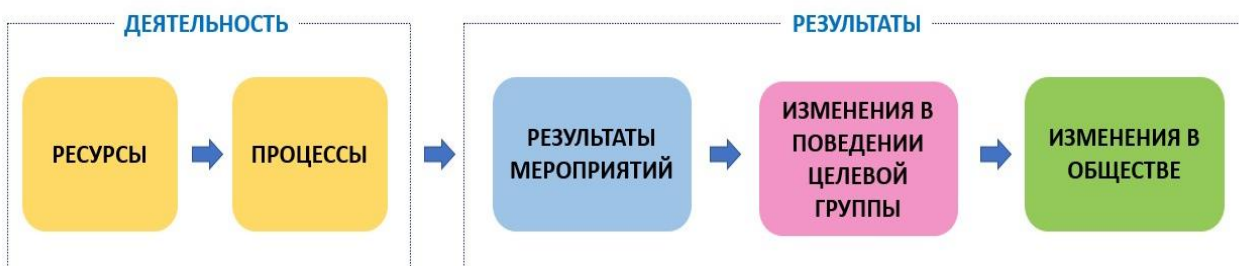 ДЕЯТЕЛЬНОСТЬ
РЕЗУЛЬТАТЫ
РЕСУРСЫ
ПРОЦЕССЫ
РЕЗУЛЬТАТЫ
МЕРОПРИЯТИЙ
ИЗМЕНЕНИЯ В
ПОВЕДЕНИИ
ЦЕЛЕВОЙ
ГРУППЫ
ИЗМЕНЕНИЯ В
ОБЩЕСТВЕ